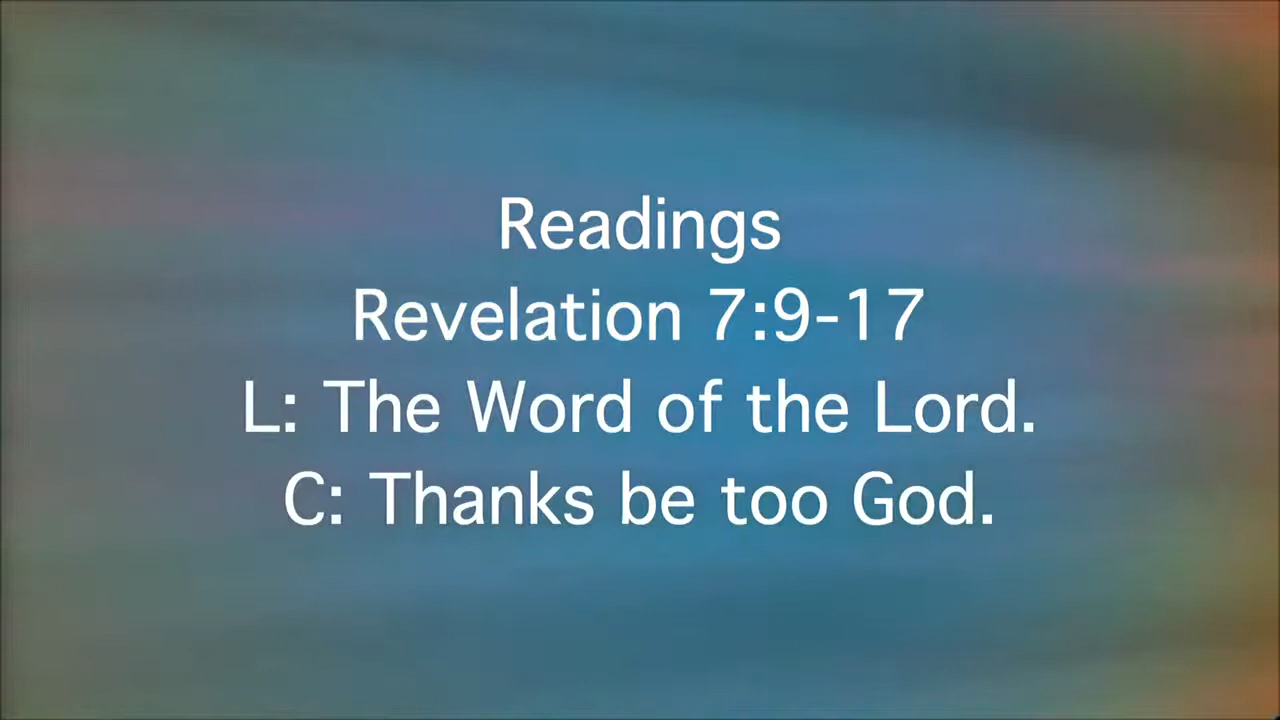 Readings
Revelation 7:9-17
L: The Word of the Lord.
C: Thanks be too God.